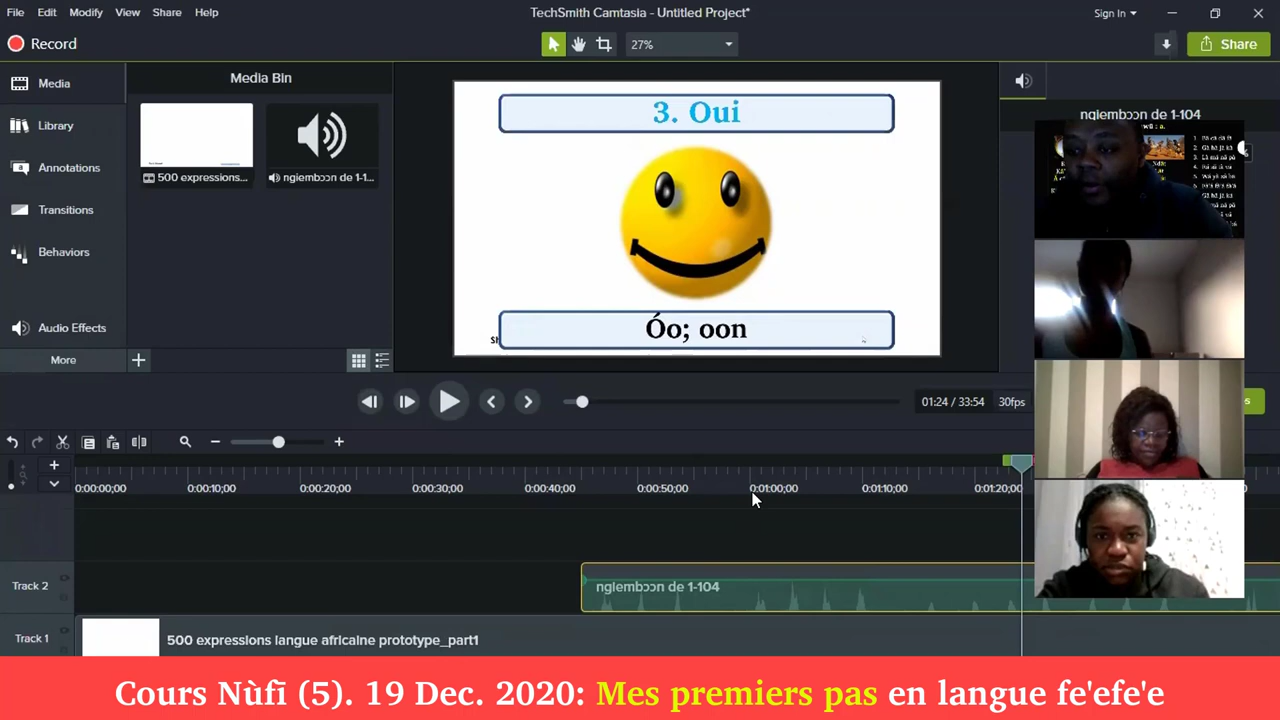 File Edit Modify View Share Help
TechSmith Camtasia - Untitled Project*
Sign In
Record
27%
Share
Media
Library
Annotations
Transitions
Behaviors
Audio Effects
More
Media Bin
500 expressions...
ngiembɔɔn de 1-1...
3. Oui
Óo; oon
ngiembɔɔn de 1-104
01:24 / 33:54
30fps
0:00:00;00
0:00:10;00
0:00:20;00
0:00:30;00
0:00:40;00
0:00:50;00
0:01:00;00
0:01:10;00
0:01:20;00
Track 2
ngiembɔɔn de 1-104
Track 1
500 expressions langue africaine prototype_part1
Cours Nùfī (5). 19 Dec. 2020: Mes premiers pas en langue fe'efe'e